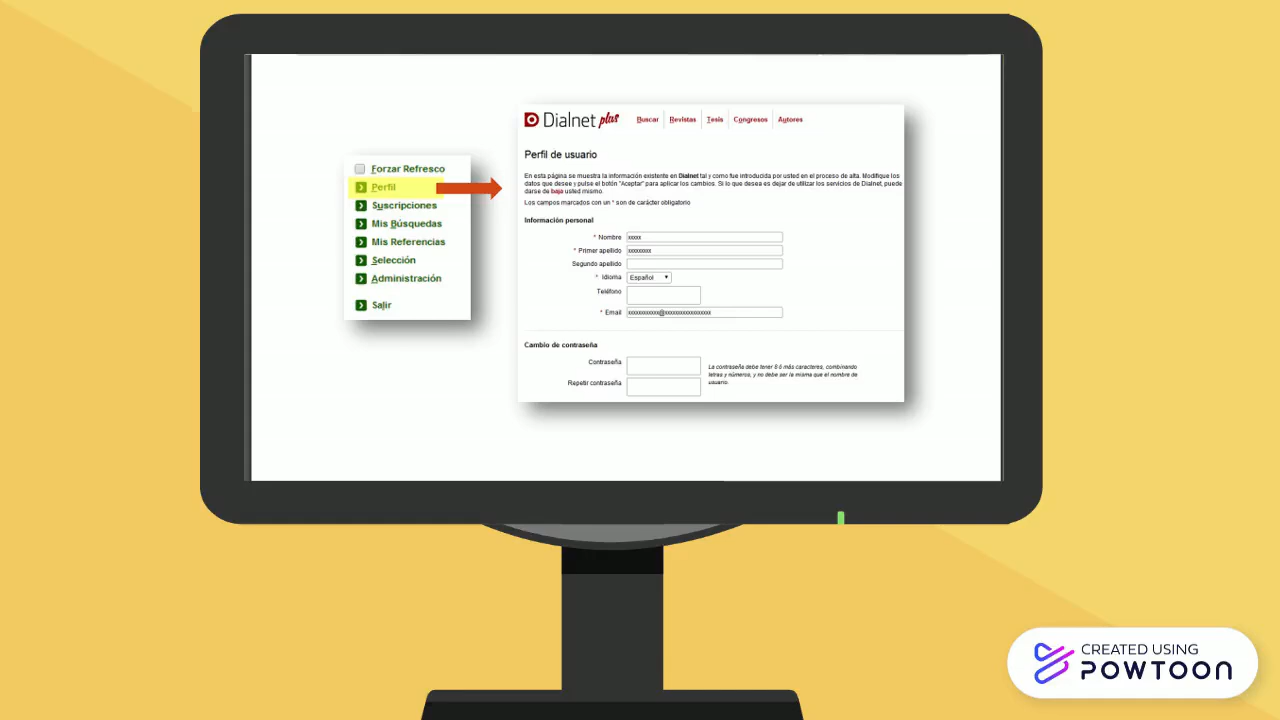 Forzar Refresco
Perfil
Suscripciones
Mis Búsquedas
Mis Referencias
Selección
Administración
Salir
Dialnet plus
Buscar Revistas Tesis Congresos Autores
Perfil de usuario
En esta página se muestra la información existente en Dialnet tal y como fue introducida por usted en el proceso de alta. Modifique los
datos que desee y pulse el botón "Aceptar" para aplicar los cambios. Si lo que desea es dejar de utilizar los servicios de Dialnet, puede
darse de baja usted mismo.
Los campos marcados con un * son de carácter obligatorio
Información personal
* Nombre xxxxx
* Primer apellido xxxxxxxx
Segundo apellido
* Idioma Español
Teléfono
* Email xxxxxxxxxxx@xxxxxxxxxxxxxxxxx
Cambio de contraseña
Contraseña
La contraseña debe tener 8 ó más caracteres, combinando
letras y números, y no debe ser la misma que el nombre de
usuario.
Repetir contraseña
CREATED USING
POWTOON